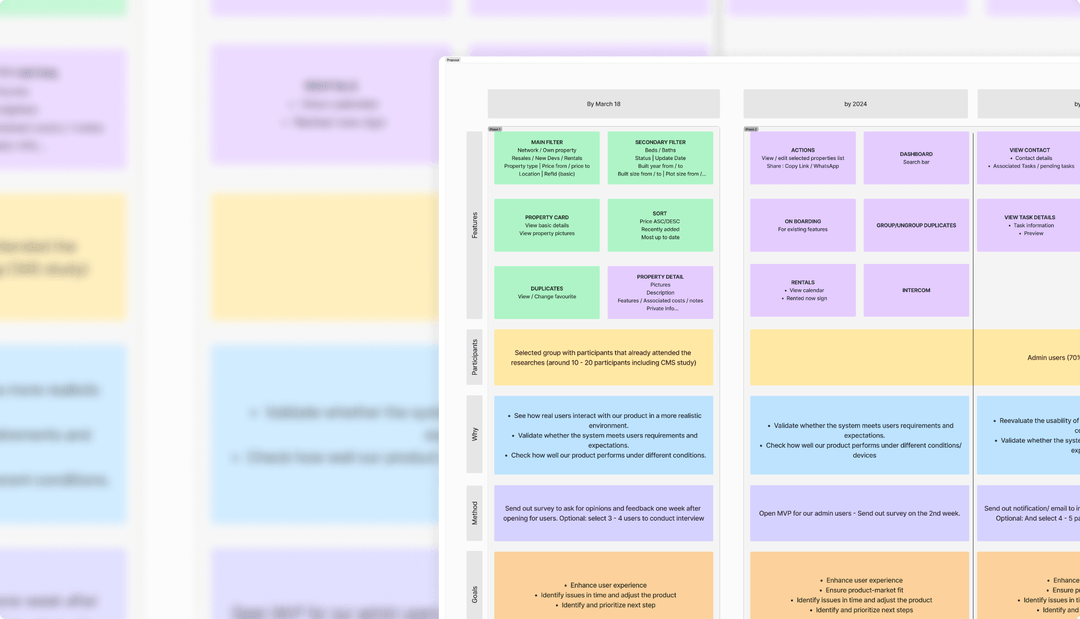 Proposal
By March 18
by 2024
by
Phase 1
Phase 2
Features
MAIN FILTER
Network / Own property
Resales / New Devs / Rentals
Property type | Price from / price to
Location | RefId (basic)
SECONDARY FILTER
Beds / Baths
Status | Update Date
Built year from / to
Built size from / to | Plot size from /...
ACTIONS
View / edit selected properties list
Share : Copy Link / WhatsApp
DASHBOARD
Search bar
VIEW CONTACT
• Contact details
• Associated Tasks / pending tasks
PROPERTY CARD
View basic details
View property pictures
SORT
Price ASC/DESC
Recently added
Most up to date
ON BOARDING
For existing features
GROUP/UNGROUP DUPLICATES
VIEW TASK DETAILS
• Task information
• Preview
DUPLICATES
View / Change favourite
PROPERTY DETAIL
Pictures
Description
Features / Associated costs / notes
Private Info...
RENTALS
• View calendar
• Rented now sign
INTERCOM
Participants
Selected group with participants that already attended the
researches (around 10 - 20 participants including CMS study)
Admin users (701
Why
• See how real users interact with our product in a more realistic
environment.
• Validate whether the system meets users requirements and
expectations.
• Check how well our product performs under different conditions.
• Validate whether the system meets users requirements and
expectations.
• Check how well our product performs under different conditions/
devices
• Reevaluate the usability of
• Validate whether the syste
Method
Send out survey to ask for opinions and feedback one week after
opening for users. Optional: select 3 - 4 users to conduct interview
Open MVP for our admin users - Send out survey on the 2nd week.
Send out notification/ email to in
Optional: And select 4 - 5 pa
Goals
• Enhance user experience
• Identify issues in time and adjust the product
• Identify and prioritize next step
• Enhance user experience
• Ensure product-market fit
• Identify issues in time and adjust the product
• Identify and prioritize next steps
• Enhanc
• Ensure pr
• Identify issues in ti
• Identify and